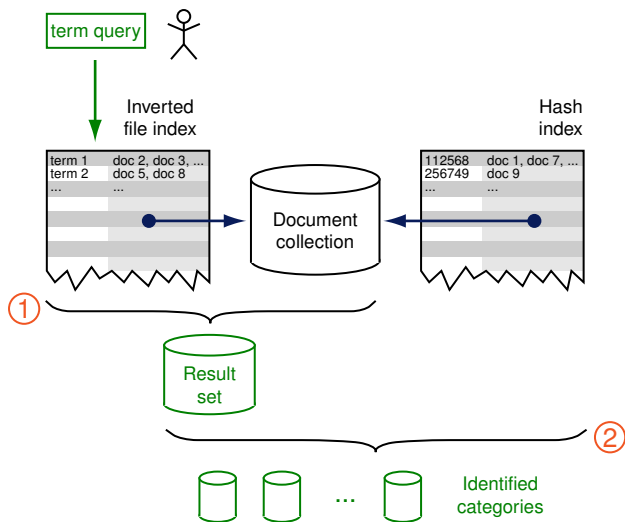 term query
Inverted
file index
Hash
index
term 1 doc 2, doc 3, ...
term 2 doc 5, doc 8
... ...
112568 doc 1, doc 7, ...
256749 doc 9
... ...
Document
collection
1
Result
set
2
...
Identified
categories